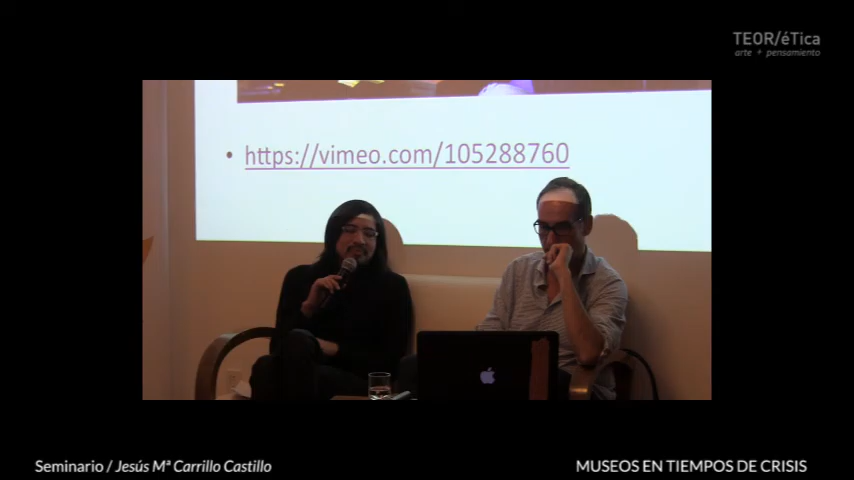 TEOR/éTica
arte + pensamiento
• https://vimeo.com/105288760
Seminario / Jesús Mª Carrillo Castillo
MUSEOS EN TIEMPOS DE CRISIS